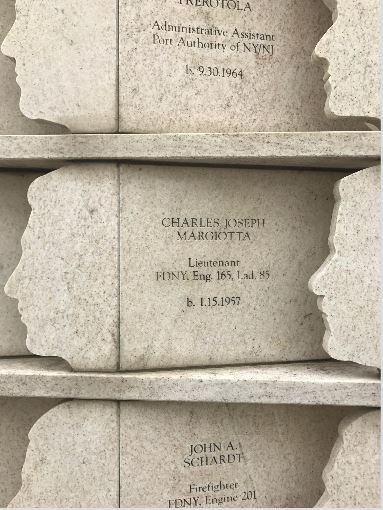 TREROTOLA
Administrative Assistant
Port Authority of NY/NJ
b. 9.30.1964
CHARLES JOSEPH
MARGIOTTA
Lieutenant
FDNY, Eng. 165, Lad. 85
b. 1.15.1957
JOHN A.
SCHARDT
Firefighter
FDNY, Engine 201